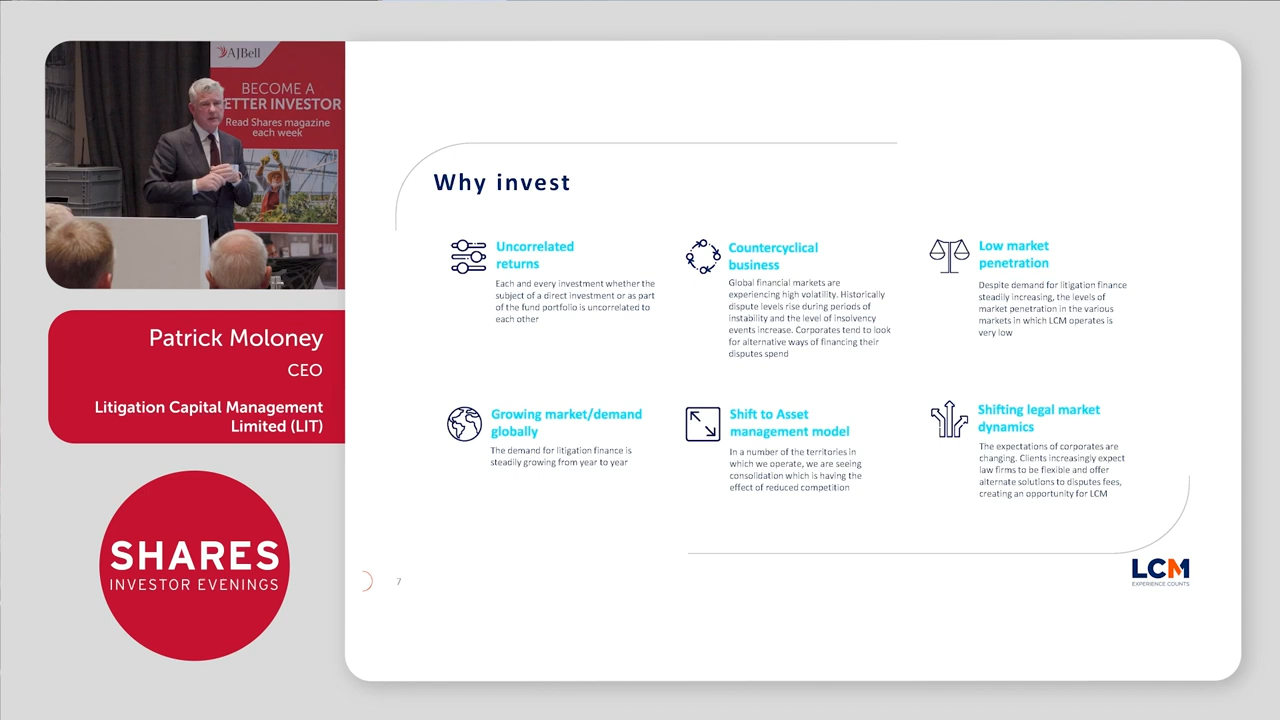 AJBell
BECOME A
ETTER INVESTOR
Read Shares magazine
each week
Patrick Moloney
CEO
Litigation Capital Management
Limited (LIT)
SHARES
INVESTOR EVENINGS
Why invest
Uncorrelated
returns
Each and every investment whether the
subject of a direct investment or as part
of the fund portfolio is uncorrelated to
each other
Countercyclical
business
Global financial markets are
experiencing high volatility. Historically
dispute levels rise during periods of
instability and the level of insolvency
events increase. Corporates tend to look
for alternative ways of financing their
disputes spend
Low market
penetration
Despite demand for litigation finance
steadily increasing, the levels of
market penetration in the various
markets in which LCM operates is
very low
Growing market/demand
globally
The demand for litigation finance is
steadily growing from year to year
Shift to Asset
management model
In a number of the territories in
which we operate, we are seeing
consolidation which is having the
effect of reduced competition
Shifting legal market
dynamics
The expectations of corporates are
changing. Clients increasingly expect
law firms to be flexible and offer
alternate solutions to disputes fees,
creating an opportunity for LCM
7
LCM
EXPERIENCE COUNTS